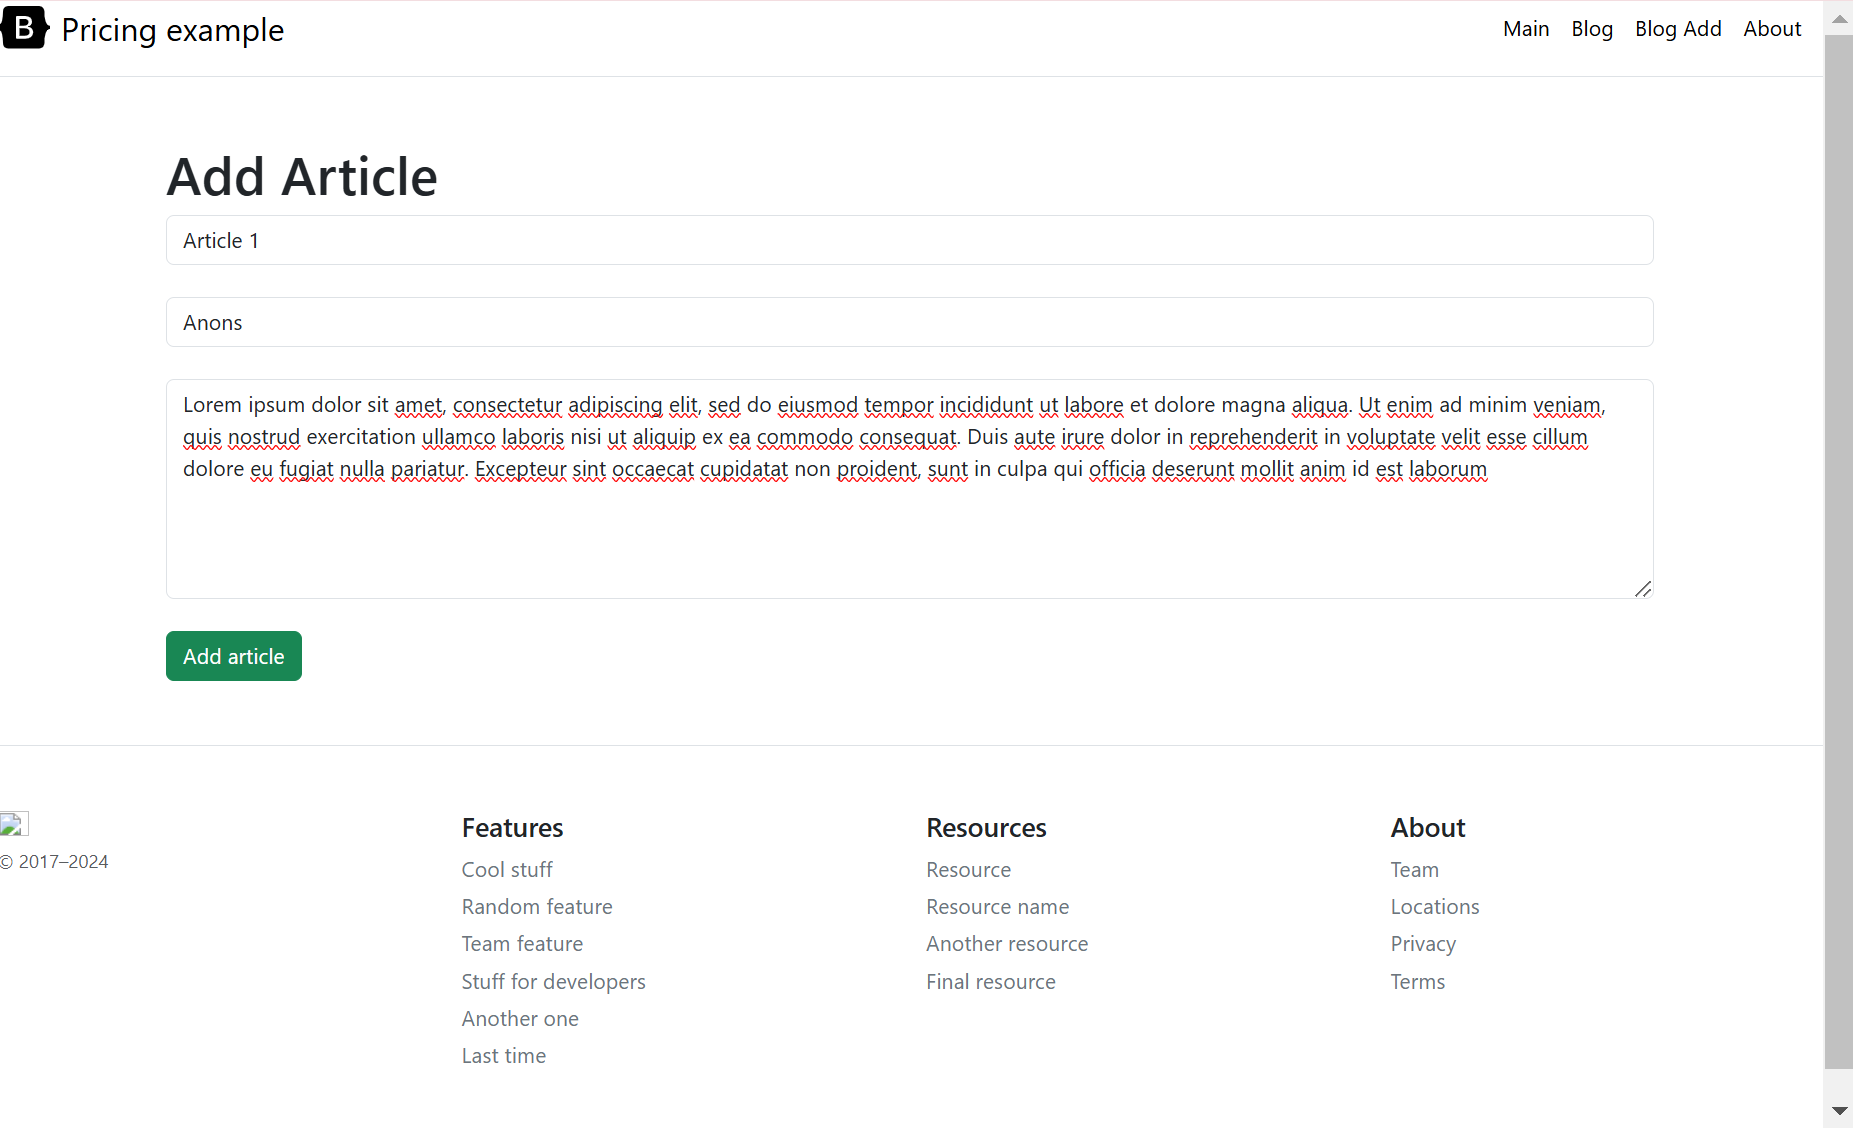 B Pricing example
Main Blog Blog Add About
Add Article
Article 1
Anons
Lorem ipsum dolor sit amet, consectetur adipiscing elit, sed do eiusmod tempor incididunt ut labore et dolore magna aliqua. Ut enim ad minim veniam,
quis nostrud exercitation ullamco laboris nisi ut aliquip ex ea commodo consequat. Duis aute irure dolor in reprehenderit in voluptate velit esse cillum
dolore eu fugiat nulla pariatur. Excepteur sint occaecat cupidatat non proident, sunt in culpa qui officia deserunt mollit anim id est laborum
Add article
© 2017–2024
Features
Cool stuff
Random feature
Team feature
Stuff for developers
Another one
Last time
Resources
Resource
Resource name
Another resource
Final resource
About
Team
Locations
Privacy
Terms